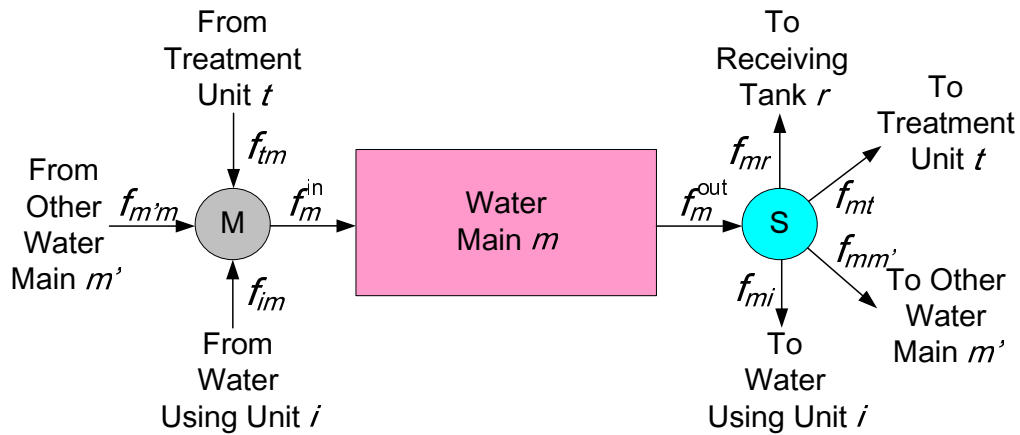 From
Treatment
Unit t
f_tm
From
Other
Water
Main m'
f_m'm
M
f_m^in
f_im
From
Water
Using Unit i
Water
Main m
f_m^out
S
To
Receiving
Tank r
f_mr
To
Treatment
Unit t
f_mt
f_mm'
To Other
Water
Main m'
f_mi
To
Water
Using Unit i